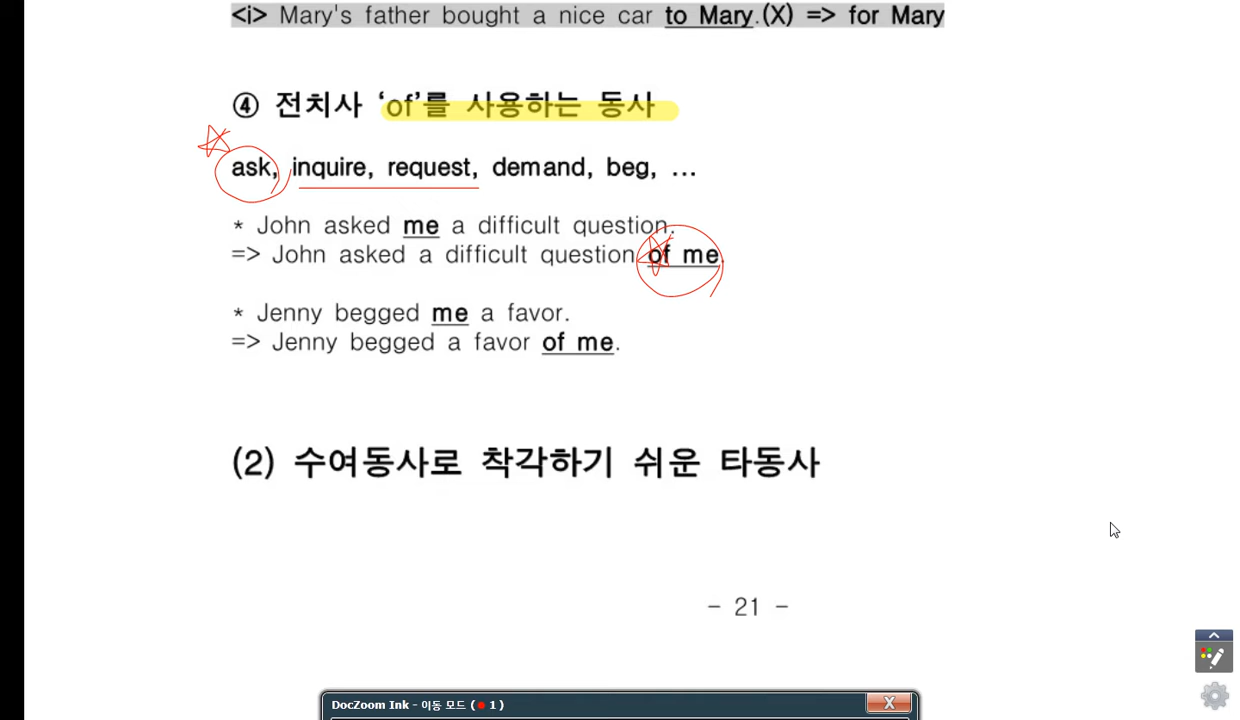 <i> Mary's father bought a nice car to Mary.(X) => for Mary
④ 전치사 ‘of’를 사용하는 동사
ask, inquire, request, demand, beg, …
* John asked me a difficult question.
=> John asked a difficult question of me.
* Jenny begged me a favor.
=> Jenny begged a favor of me.
(2) 수여동사로 착각하기 쉬운 타동사
- 21 -
DocZoom Ink - 이동 모드 ( 1 )
X